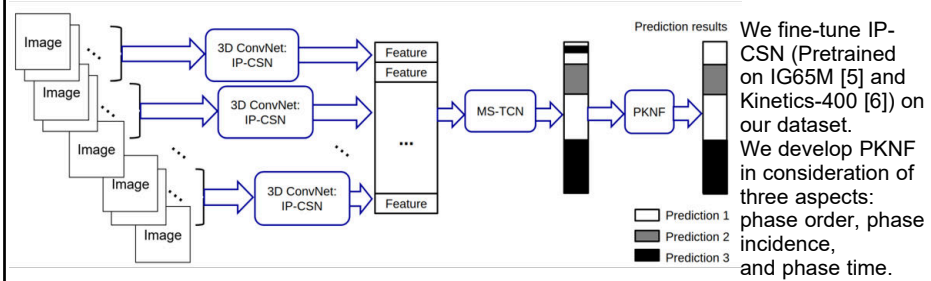 Image
Image
Image
Image
Image
3D ConvNet:
IP-CSN
3D ConvNet:
IP-CSN
3D ConvNet:
IP-CSN
Feature
Feature
...
Feature
MS-TCN
PKNF
Prediction results
Prediction 1
Prediction 2
Prediction 3
We fine-tune IP-
CSN (Pretrained
on IG65M [5] and
Kinetics-400 [6]) on
our dataset.
We develop PKNF
in consideration of
three aspects:
phase order, phase
incidence,
and phase time.